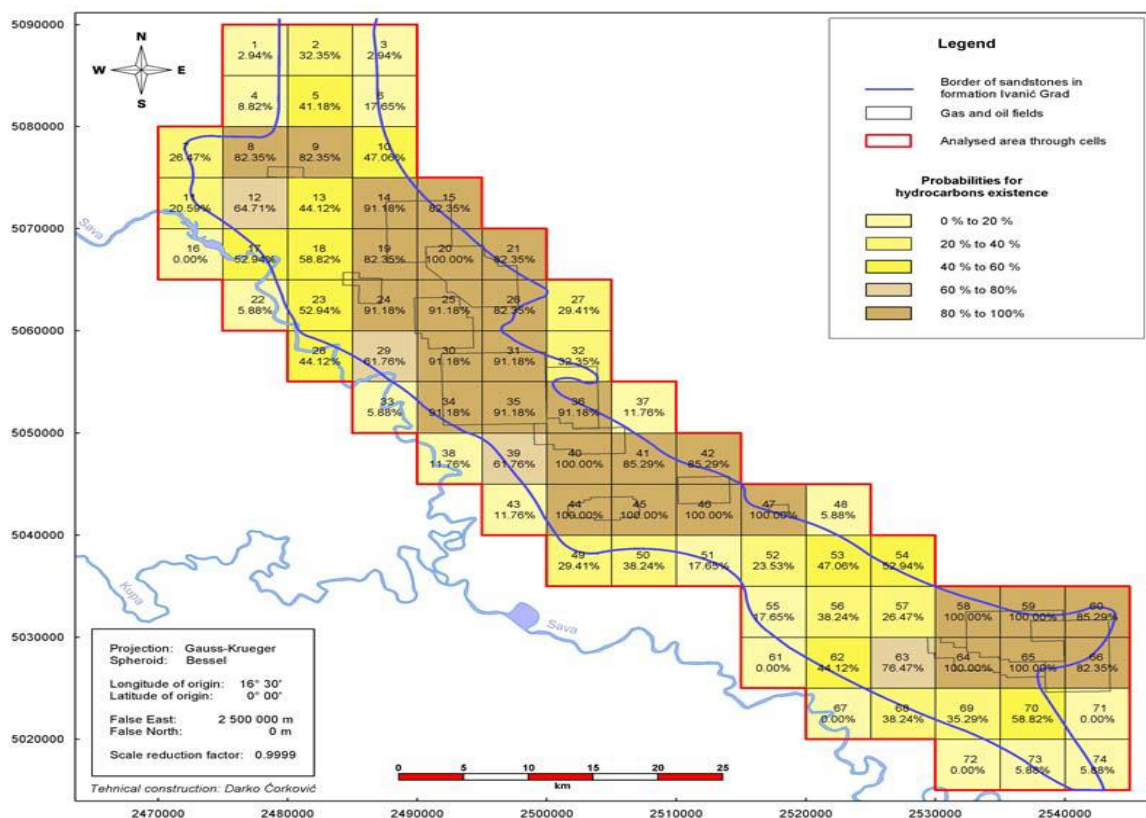 5090000
5080000
5070000
5060000
5050000
5040000
5030000
5020000
N
W E
S
1 2 3
2.94% 32.35% 2.94%
4 5 6
8.82% 41.18% 17.65%
7 8 9 10
26.47% 82.35% 82.35% 47.06%
11 12 13 14 15
20.59% 64.71% 44.12% 91.18% 82.35%
16 17 18 19 20 21
0.00% 52.94% 58.82% 82.35% 100.00% 82.35%
22 23 24 25 26 27
5.88% 52.94% 91.18% 91.18% 82.35% 29.41%
28 29 30 31 32
44.12% 61.76% 91.18% 91.18% 32.35%
33 34 35 36 37
5.88% 91.18% 91.18% 91.18% 11.76%
38 39 40 41 42
11.76% 61.76% 100.00% 85.29% 85.29%
43 44 45 46 47 48
11.76% 100.00% 100.00% 100.00% 100.00% 5.88%
49 50 51 52 53 54
29.41% 38.24% 17.65% 23.53% 47.06% 52.94%
55 56 57 58 59 60
17.65% 38.24% 26.47% 100.00% 100.00% 85.29%
61 62 63 64 65 66
0.00% 44.12% 76.47% 100.00% 100.00% 82.35%
67 68 69 70 71
0.00% 38.24% 35.29% 58.82% 0.00%
72 73 74
0.00% 5.88% 5.88%
Sava
Kupa
Sava
Legend
Border of sandstones in
formation Ivanić Grad
Gas and oil fields
Analysed area through cells
Probabilities for
hydrocarbons existence
0 % to 20 %
20 % to 40 %
40 % to 60 %
60 % to 80%
80 % to 100%
Projection: Gauss-Krueger
Spheroid: Bessel
Longitude of origin: 16° 30'
Latitude of origin: 0° 00'
False East: 2 500 000 m
False North: 0 m
Scale reduction factor: 0.9999
Tehnical construction: Darko Čorković
0 5 10 15 20 25
km
2470000 2480000 2490000 2500000 2510000 2520000 2530000 2540000